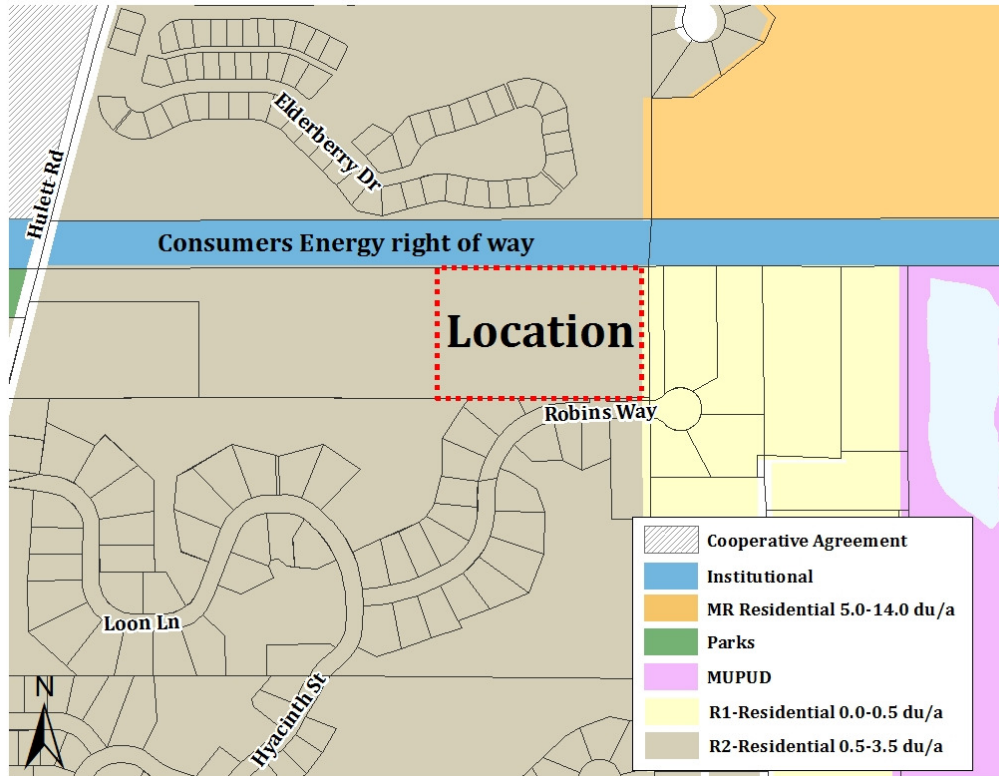 Elderberry Dr
Hulett Rd
Consumers Energy right of way
Location
Robins Way
Loon Ln
Hyacinth St
N
Cooperative Agreement
Institutional
MR Residential 5.0-14.0 du/a
Parks
MUPUD
R1-Residential 0.0-0.5 du/a
R2-Residential 0.5-3.5 du/a